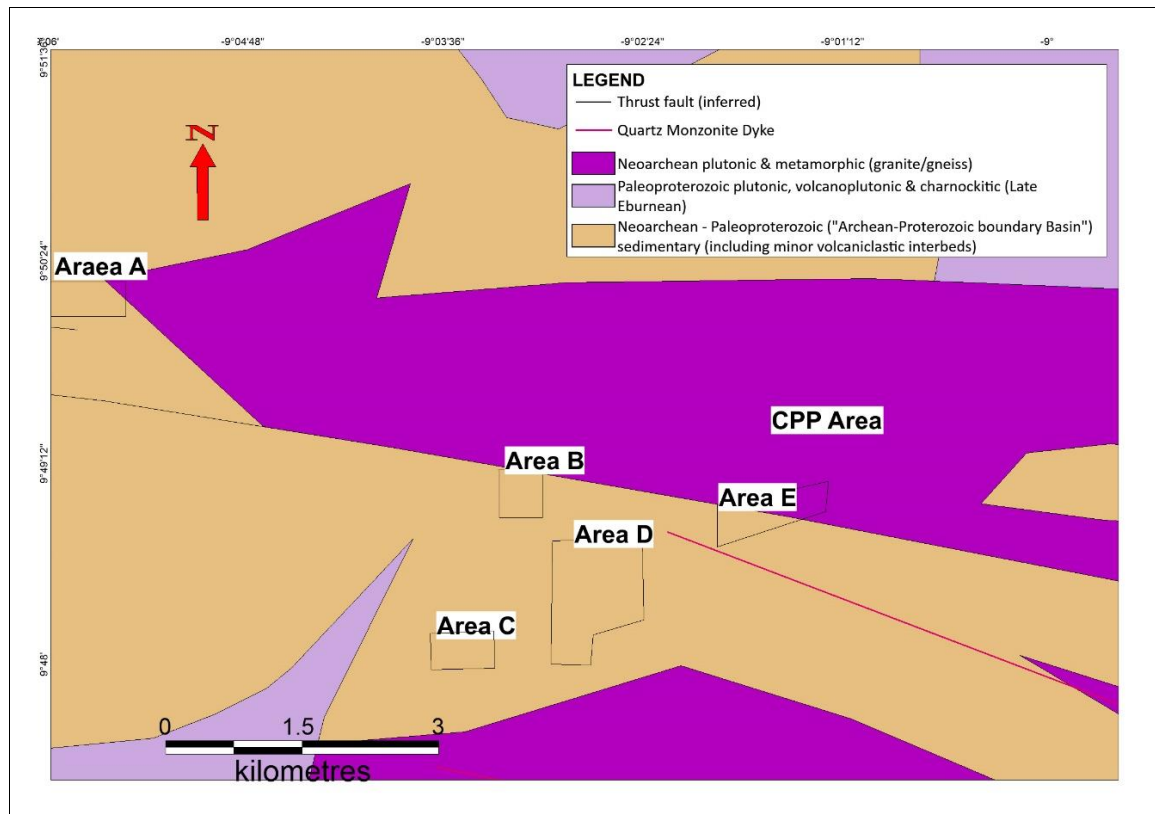 -9°04'48"
-9°03'36"
-9°02'24"
-9°01'12"
-9°
9°51'36"
LEGEND
Thrust fault (inferred)
Quartz Monzonite Dyke
Neoarchean plutonic & metamorphic (granite/gneiss)
Paleoproterozoic plutonic, volcanoplutonic & charnockitic (Late
Eburnean)
Neoarchean - Paleoproterozoic ("Archean-Proterozoic boundary Basin")
sedimentary (including minor volcaniclastic interbeds)
N
9°50'24"
Araea A
CPP Area
9°49'12"
Area B
Area E
Area D
Area C
9°48'
0 1.5 3
kilometres